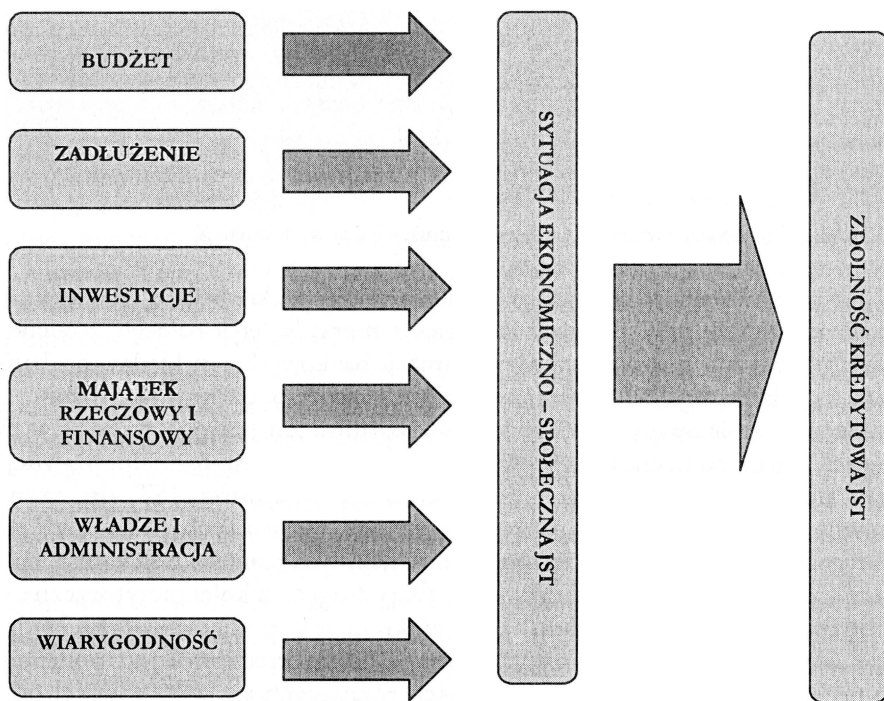 BUDŻET
ZADŁUŻENIE
INWESTYCJE
MAJĄTEK
RZECZOWY I
FINANSOWY
WŁADZE I
ADMINISTRACJA
WIARYGODNOŚĆ
SYTUACJA EKONOMICZNO – SPOŁECZNA JST
ZDOLNOŚĆ KREDYTOWA JST